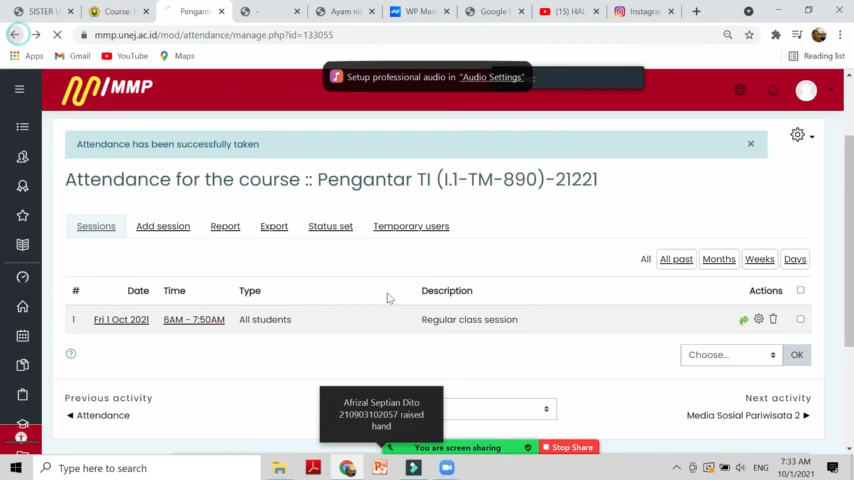 SISTER U
Course: P
Pengant
-
Ayam ni
WP Man
Google L
(15) HAL
Instagran
mmp.unej.ac.id/mod/attendance/manage.php?id=133055
Apps
Gmail
YouTube
Maps
Reading list
Setup professional audio in "Audio Settings".
MMP
Attendance has been successfully taken
×
Attendance for the course :: Pengantar TI (I.1-TM-890)-21221
Sessions
Add session
Report
Export
Status set
Temporary users
All
All past
Months
Weeks
Days
# Date Time Type Description Actions
1 Fri 1 Oct 2021 6AM - 7:50AM All students Regular class session
Choose...
OK
Previous activity
Next activity
◀ Attendance
Media Sosial Pariwisata 2 ▶
Afrizal Septian Dito
210903102057 raised
hand
You are screen sharing
Stop Share
Type here to search
ENG
7:33 AM
10/1/2021